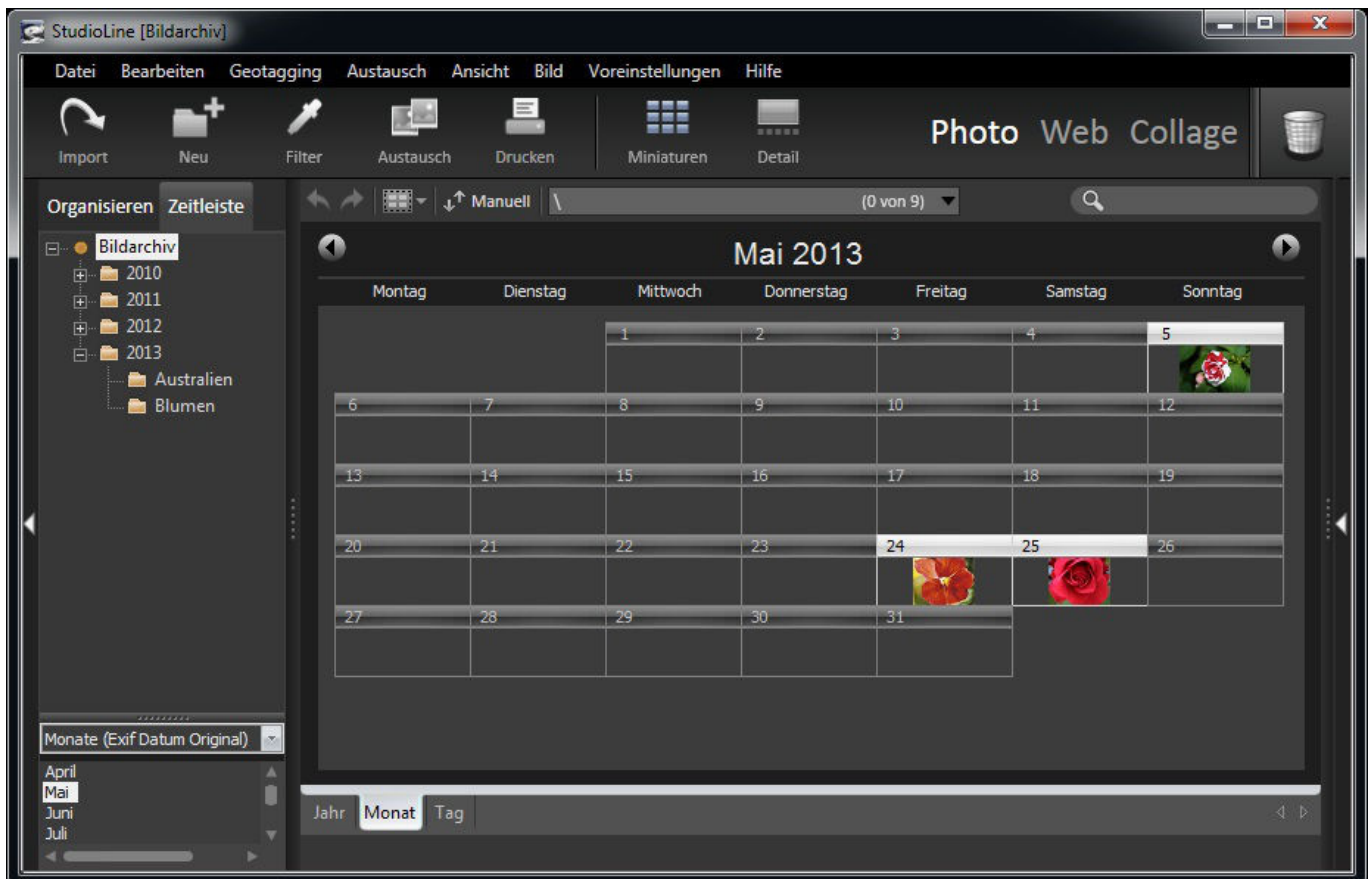 StudioLine [Bildarchiv]
Datei Bearbeiten Geotagging Austausch Ansicht Bild Voreinstellungen Hilfe
Import Neu Filter Austausch Drucken Miniaturen Detail
Photo Web Collage
Organisieren Zeitleiste
Manuell \ (0 von 9)
Bildarchiv
2010
2011
2012
2013
Australien
Blumen
Mai 2013
Montag Dienstag Mittwoch Donnerstag Freitag Samstag Sonntag
1 2 3 4 5
6 7 8 9 10 11 12
13 14 15 16 17 18 19
20 21 22 23 24 25 26
27 28 29 30 31
Monate (Exif Datum Original)
April
Mai
Juni
Juli
Jahr Monat Tag